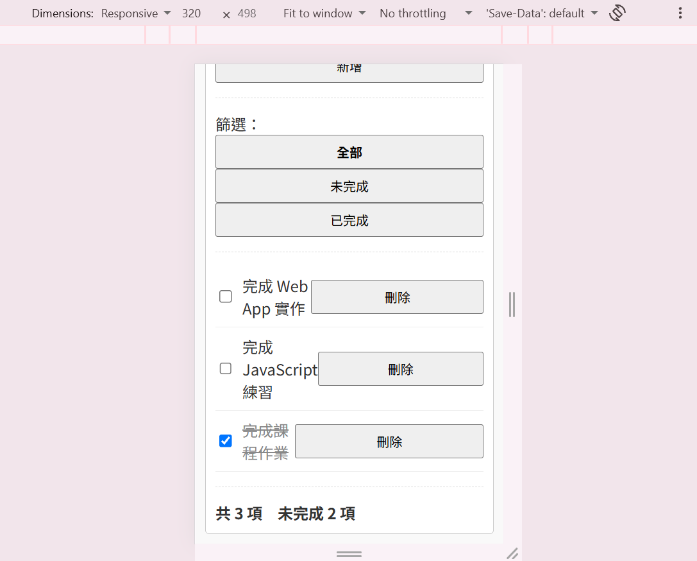 Dimensions: Responsive 320 × 498 Fit to window No throttling 'Save-Data': default
新增
篩選：
全部
未完成
已完成
完成 Web App 實作 刪除
完成 JavaScript 練習 刪除
完成課程作業 刪除
共 3 項 未完成 2 項